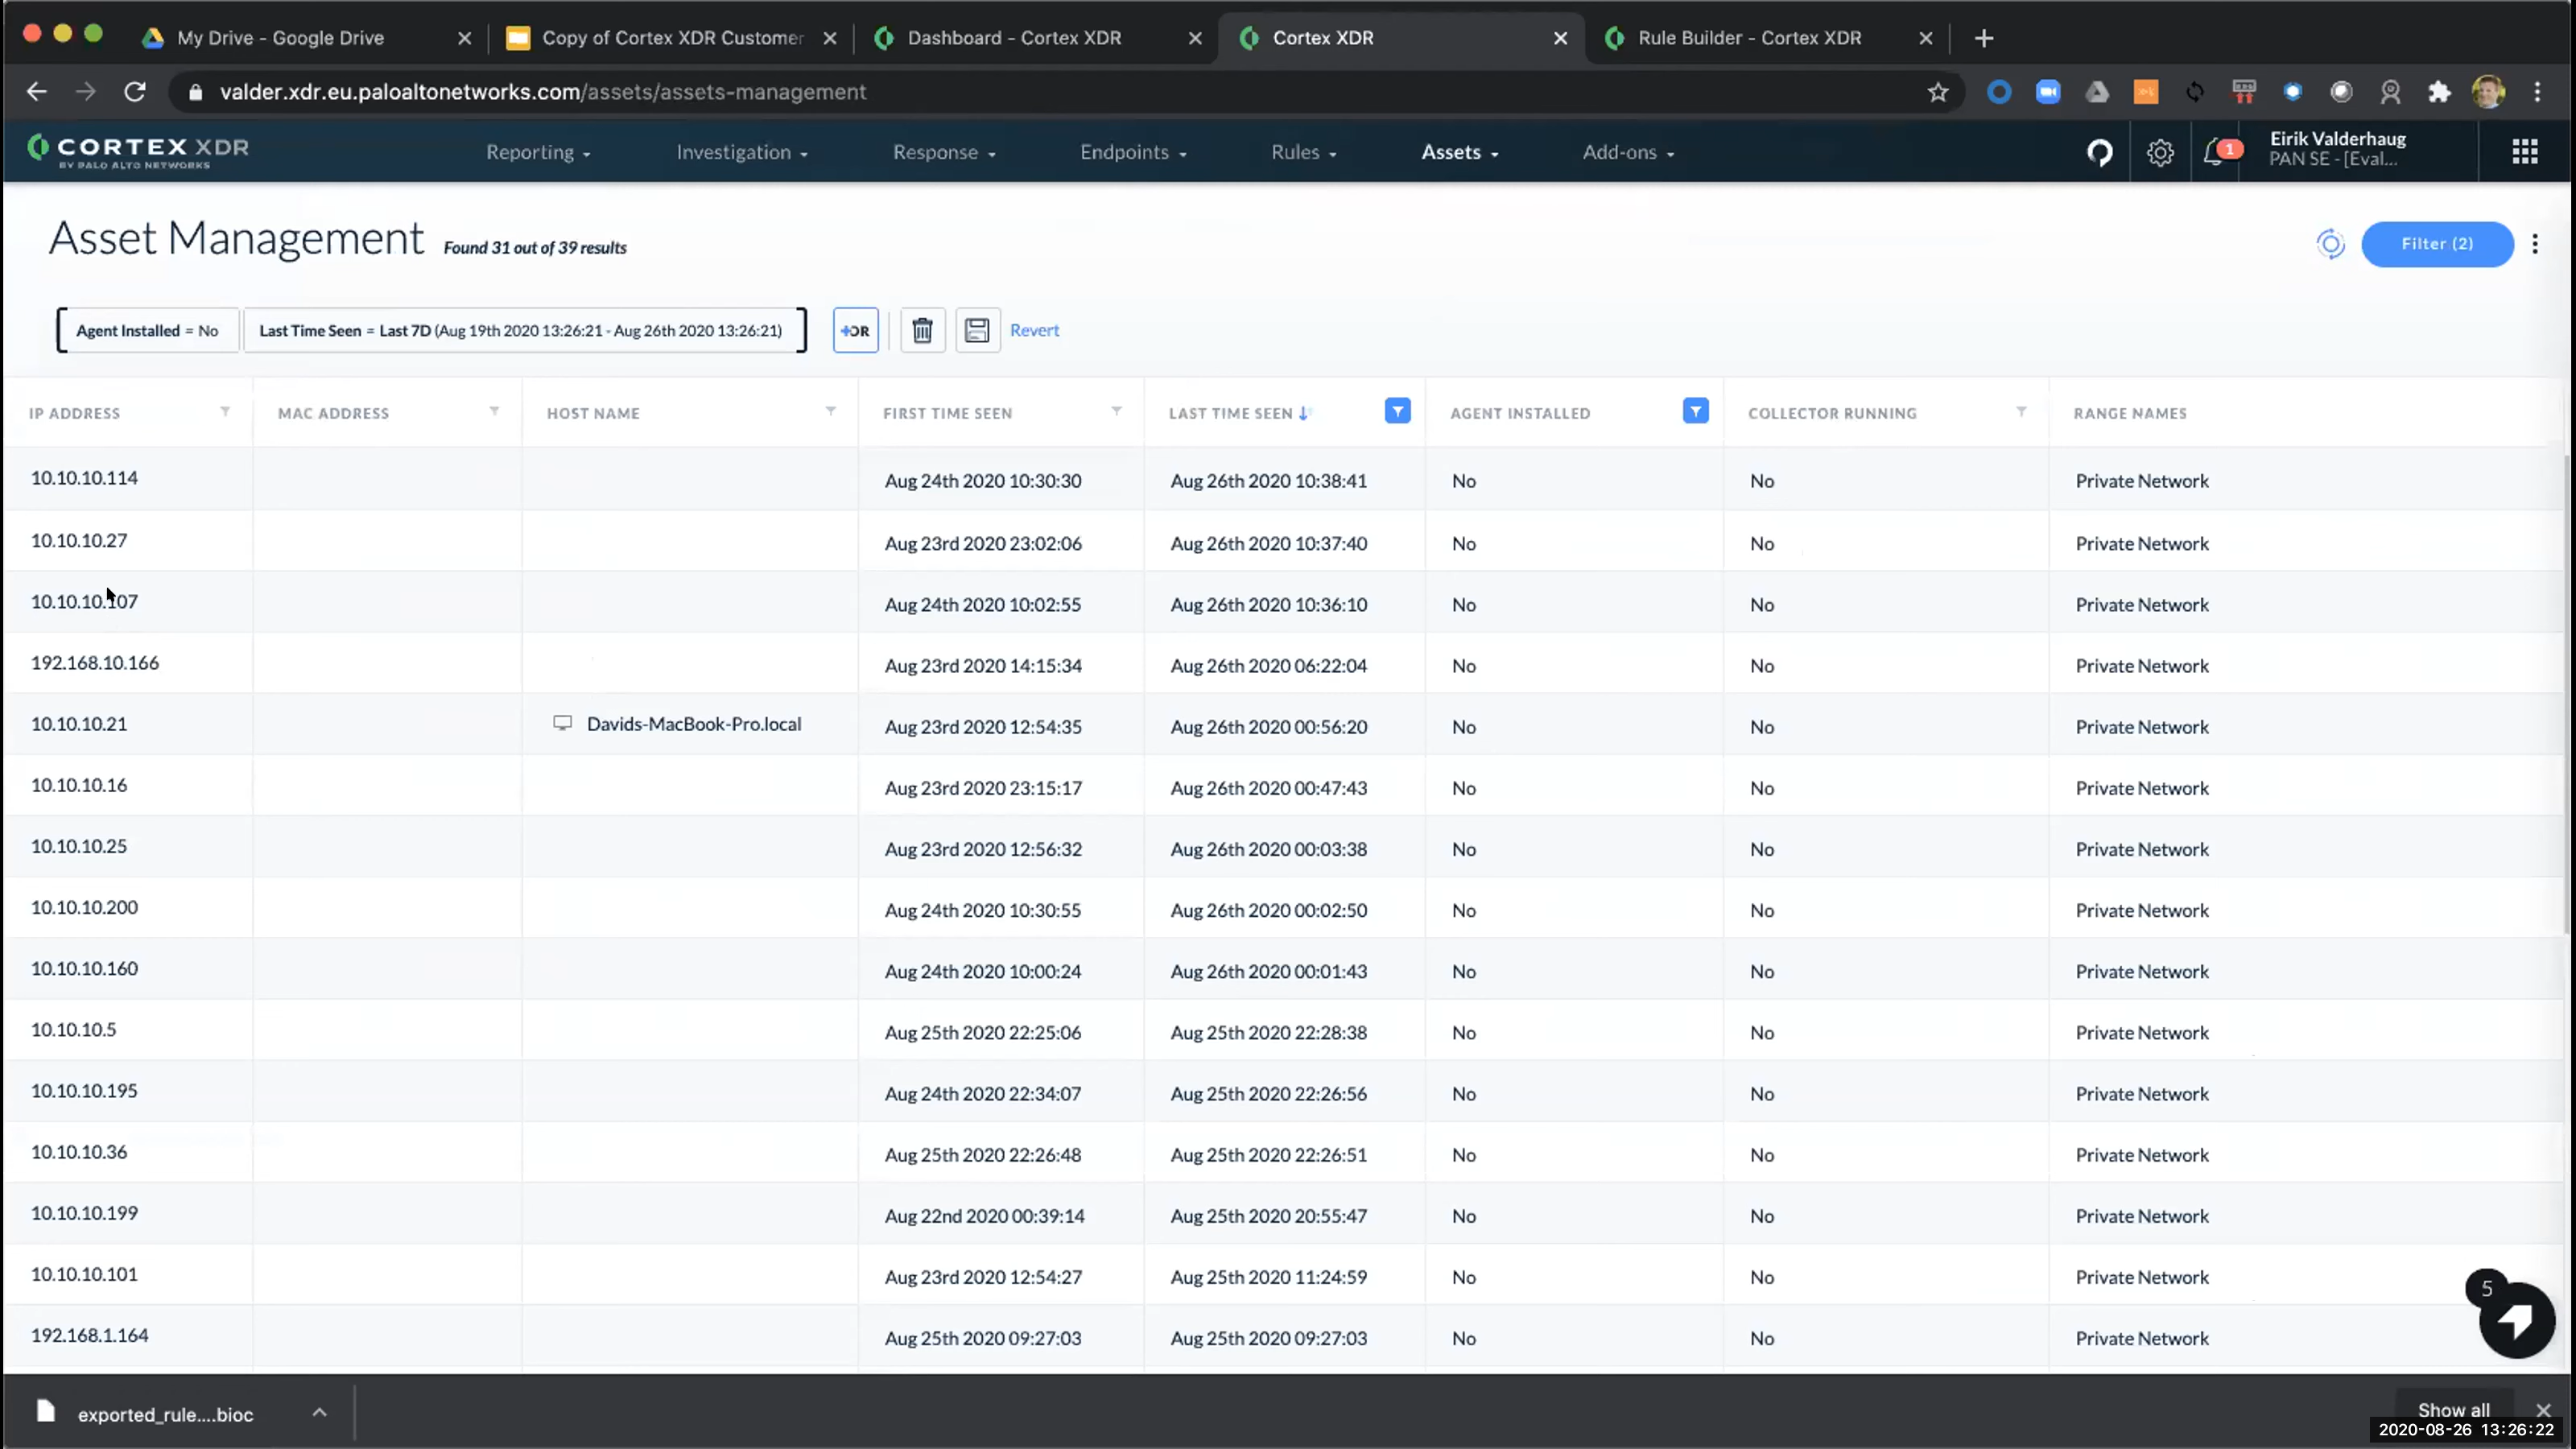 My Drive - Google Drive
Copy of Cortex XDR Customer
Dashboard - Cortex XDR
Cortex XDR
Rule Builder - Cortex XDR
valder.xdr.eu.paloaltonetworks.com/assets/assets-management
CORTEX XDR
BY PALO ALTO NETWORKS
Reporting
Investigation
Response
Endpoints
Rules
Assets
Add-ons
1
Eirik Valderhaug
PAN SE - [Eval...
Asset Management
Found 31 out of 39 results
Filter (2)
Agent Installed = No
Last Time Seen = Last 7D (Aug 19th 2020 13:26:21 - Aug 26th 2020 13:26:21)
+OR
Revert
IP ADDRESS MAC ADDRESS HOST NAME FIRST TIME SEEN LAST TIME SEEN AGENT INSTALLED COLLECTOR RUNNING RANGE NAMES
10.10.10.114 Aug 24th 2020 10:30:30 Aug 26th 2020 10:38:41 No No Private Network
10.10.10.27 Aug 23rd 2020 23:02:06 Aug 26th 2020 10:37:40 No No Private Network
10.10.10.107 Aug 24th 2020 10:02:55 Aug 26th 2020 10:36:10 No No Private Network
192.168.10.166 Aug 23rd 2020 14:15:34 Aug 26th 2020 06:22:04 No No Private Network
10.10.10.21 Davids-MacBook-Pro.local Aug 23rd 2020 12:54:35 Aug 26th 2020 00:56:20 No No Private Network
10.10.10.16 Aug 23rd 2020 23:15:17 Aug 26th 2020 00:47:43 No No Private Network
10.10.10.25 Aug 23rd 2020 12:56:32 Aug 26th 2020 00:03:38 No No Private Network
10.10.10.200 Aug 24th 2020 10:30:55 Aug 26th 2020 00:02:50 No No Private Network
10.10.10.160 Aug 24th 2020 10:00:24 Aug 26th 2020 00:01:43 No No Private Network
10.10.10.5 Aug 25th 2020 22:25:06 Aug 25th 2020 22:28:38 No No Private Network
10.10.10.195 Aug 24th 2020 22:34:07 Aug 25th 2020 22:26:56 No No Private Network
10.10.10.36 Aug 25th 2020 22:26:48 Aug 25th 2020 22:26:51 No No Private Network
10.10.10.199 Aug 22nd 2020 00:39:14 Aug 25th 2020 20:55:47 No No Private Network
10.10.10.101 Aug 23rd 2020 12:54:27 Aug 25th 2020 11:24:59 No No Private Network
192.168.1.164 Aug 25th 2020 09:27:03 Aug 25th 2020 09:27:03 No No Private Network
5
exported_rule....bioc
Show all
2020-08-26 13:26:22